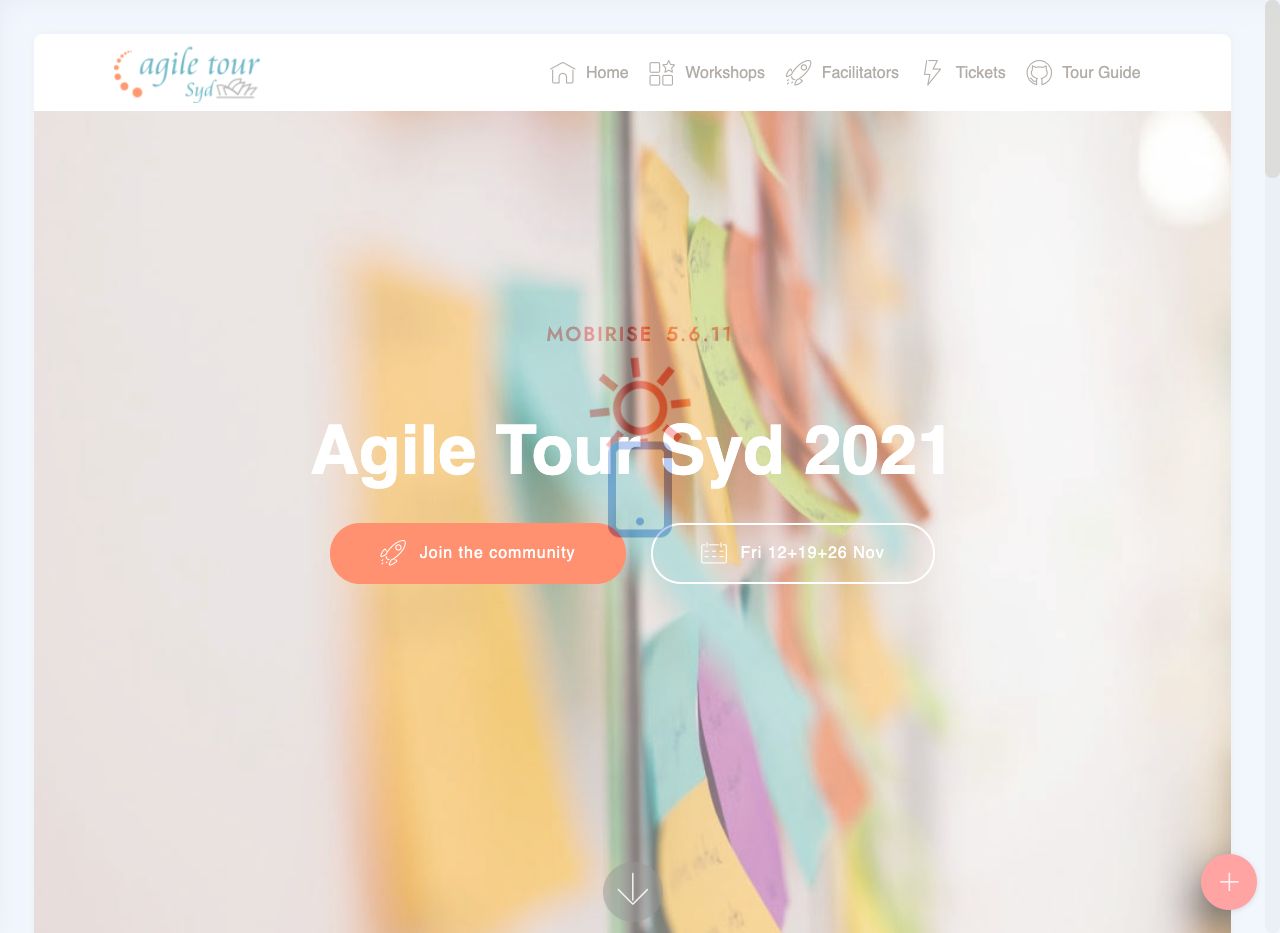 agile tour
Syd
Home
Workshops
Facilitators
Tickets
Tour Guide
MOBIRISE 5.6.11
Agile Tour Syd 2021
Join the community
Fri 12+19+26 Nov